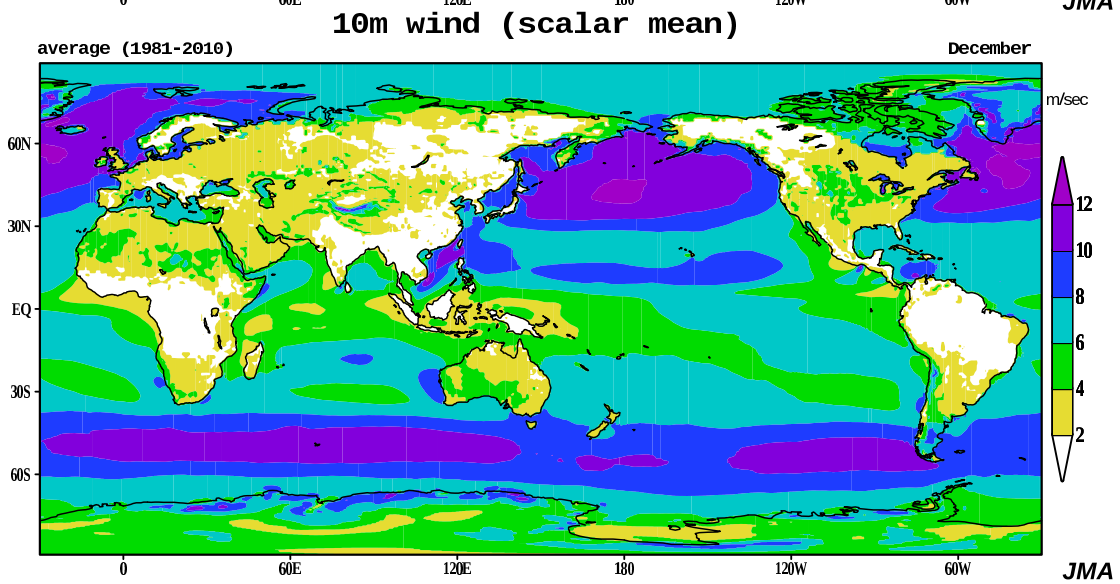 0 60E 120E 180 120W 60W JMA
10m wind (scalar mean)
average (1981-2010) December
m/sec
60N
30N
EQ
30S
60S
12
10
8
6
4
2
0 60E 120E 180 120W 60W
JMA